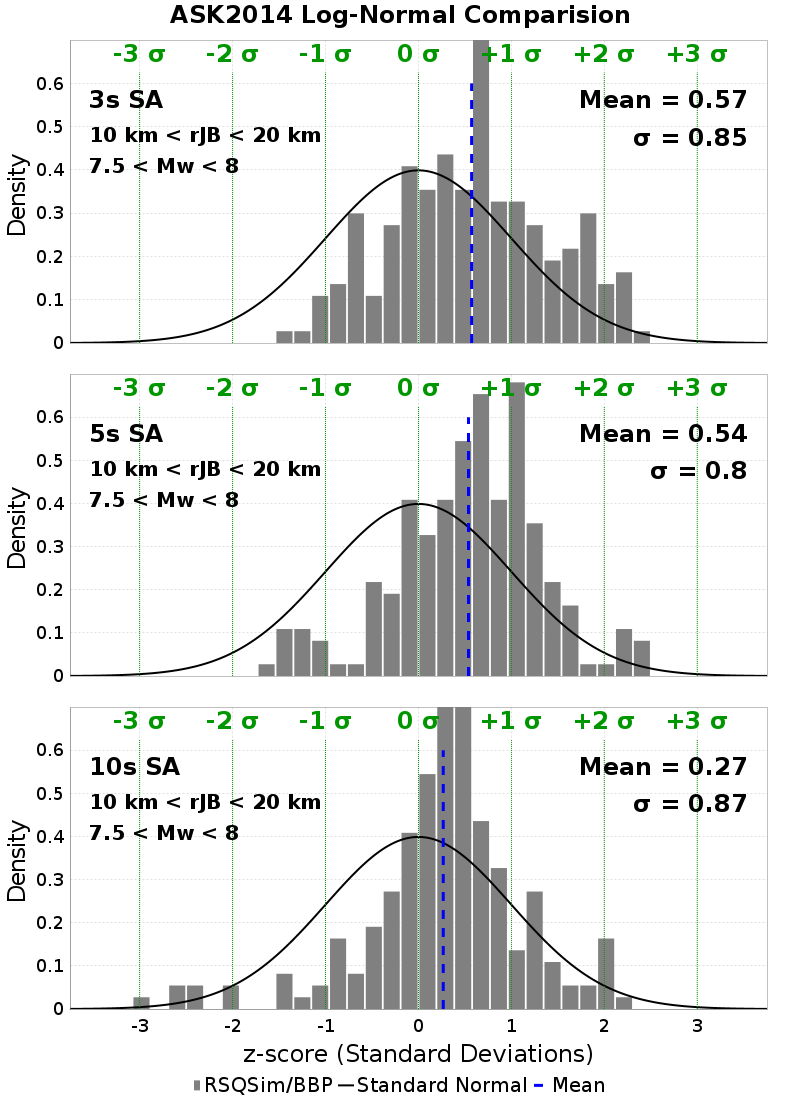 ASK2014 Log-Normal Comparision
-3 σ -2 σ -1 σ 0 σ +1 σ +2 σ +3 σ
3s SA
10 km < rJB < 20 km
7.5 < Mw < 8
Mean = 0.57
σ = 0.85
Density
0.6
0.5
0.4
0.3
0.2
0.1
0
-3 σ -2 σ -1 σ 0 σ +1 σ +2 σ +3 σ
5s SA
10 km < rJB < 20 km
7.5 < Mw < 8
Mean = 0.54
σ = 0.8
Density
0.6
0.5
0.4
0.3
0.2
0.1
0
-3 σ -2 σ -1 σ 0 σ +1 σ +2 σ +3 σ
10s SA
10 km < rJB < 20 km
7.5 < Mw < 8
Mean = 0.27
σ = 0.87
Density
0.6
0.5
0.4
0.3
0.2
0.1
0
-3 -2 -1 0 1 2 3
z-score (Standard Deviations)
RSQSim/BBP Standard Normal Mean